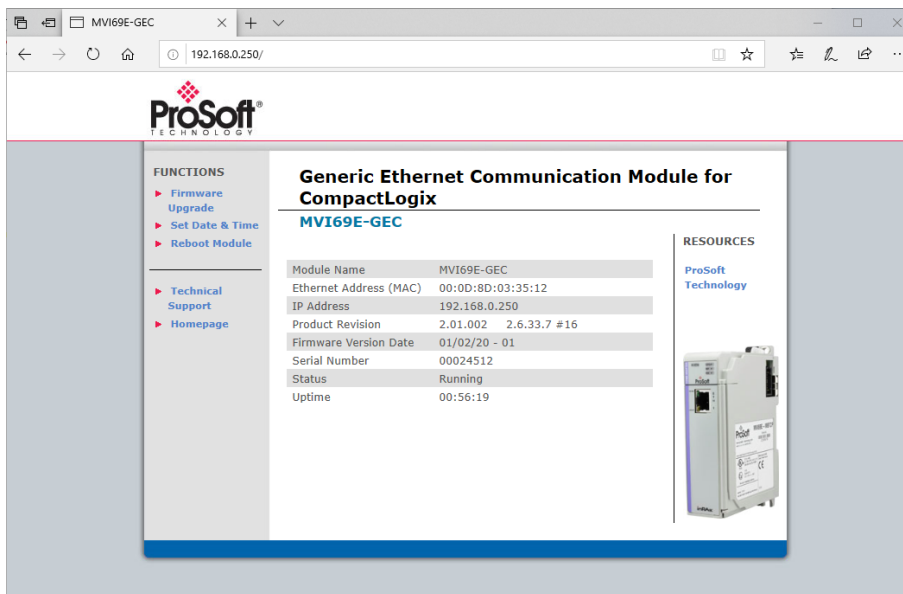 MVI69E-GEC
192.168.0.250/
ProSoft®
TECHNOLOGY
FUNCTIONS
Firmware
Upgrade
Set Date & Time
Reboot Module
Technical
Support
Homepage
Generic Ethernet Communication Module for
CompactLogix
MVI69E-GEC
Module Name MVI69E-GEC
Ethernet Address (MAC) 00:0D:8D:03:35:12
IP Address 192.168.0.250
Product Revision 2.01.002 2.6.33.7 #16
Firmware Version Date 01/02/20 - 01
Serial Number 00024512
Status Running
Uptime 00:56:19
RESOURCES
ProSoft
Technology
ProSoft